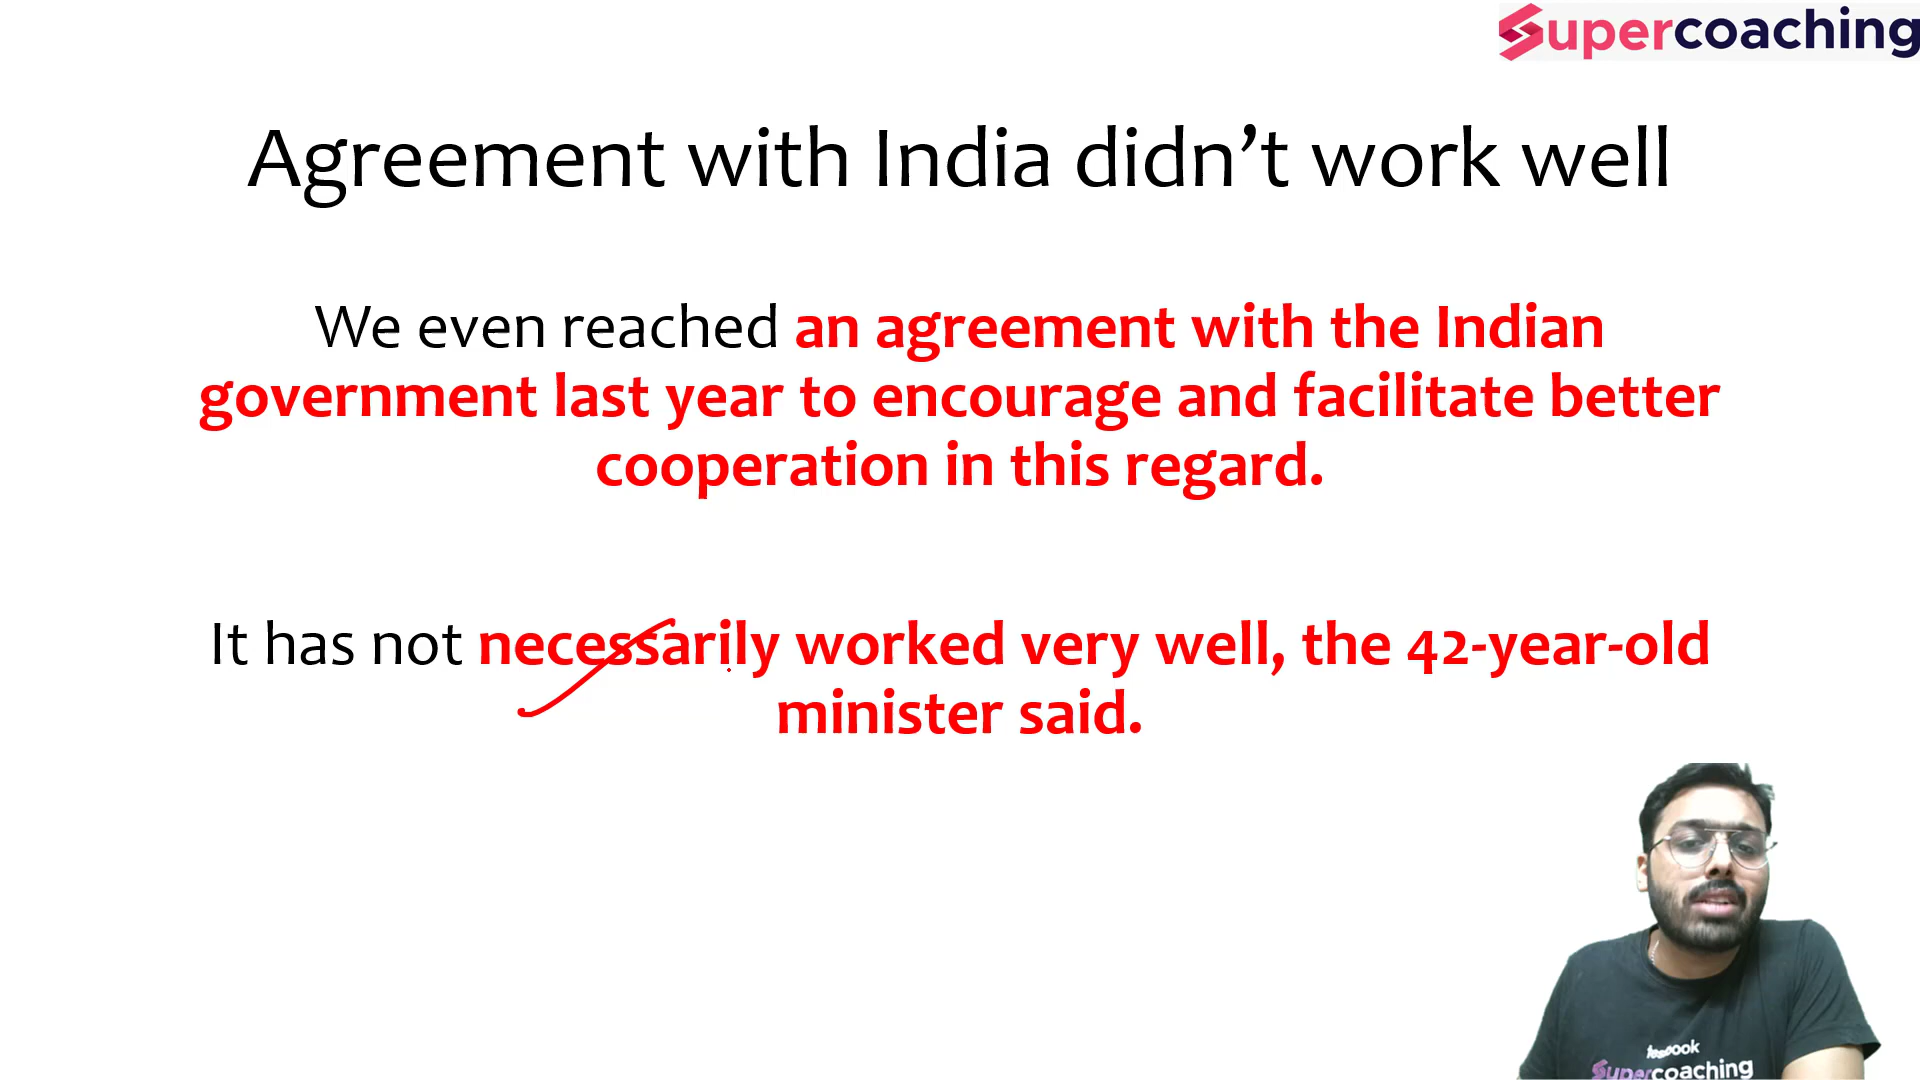 Supercoaching
Agreement with India didn’t work well
We even reached an agreement with the Indian
government last year to encourage and facilitate better
cooperation in this regard.
It has not necessarily worked very well, the 42-year-old
minister said.
testbook
Supercoaching